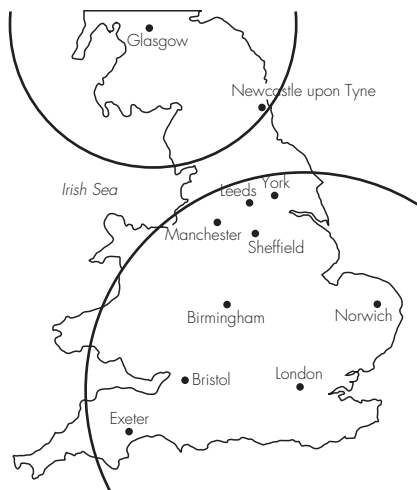 Glasgow
Newcastle upon Tyne
Irish Sea
Leeds
York
Manchester
Sheffield
Birmingham
Norwich
Bristol
London
Exeter